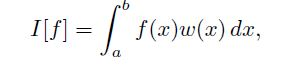 I[f] = ∫_a^b f(x)w(x) dx,